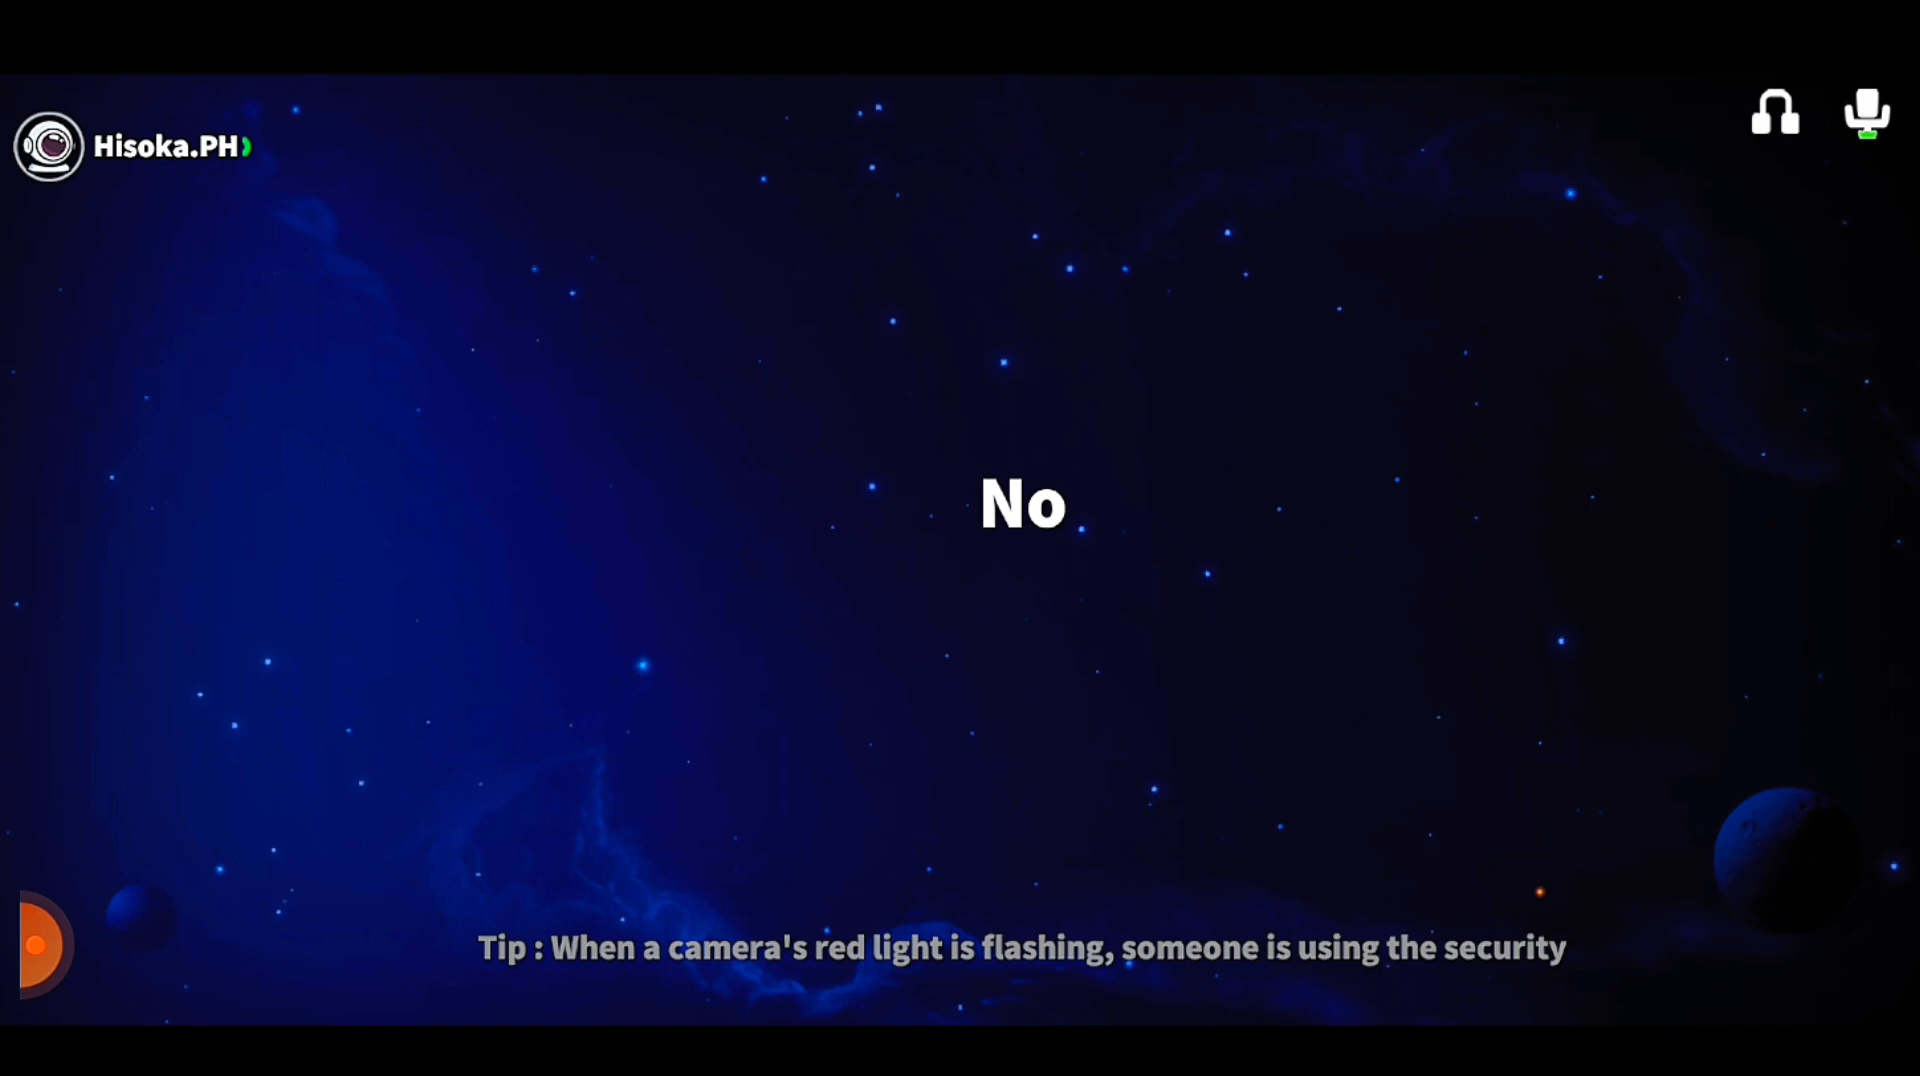 Hisoka.PH
No
Tip : When a camera's red light is flashing, someone is using the security